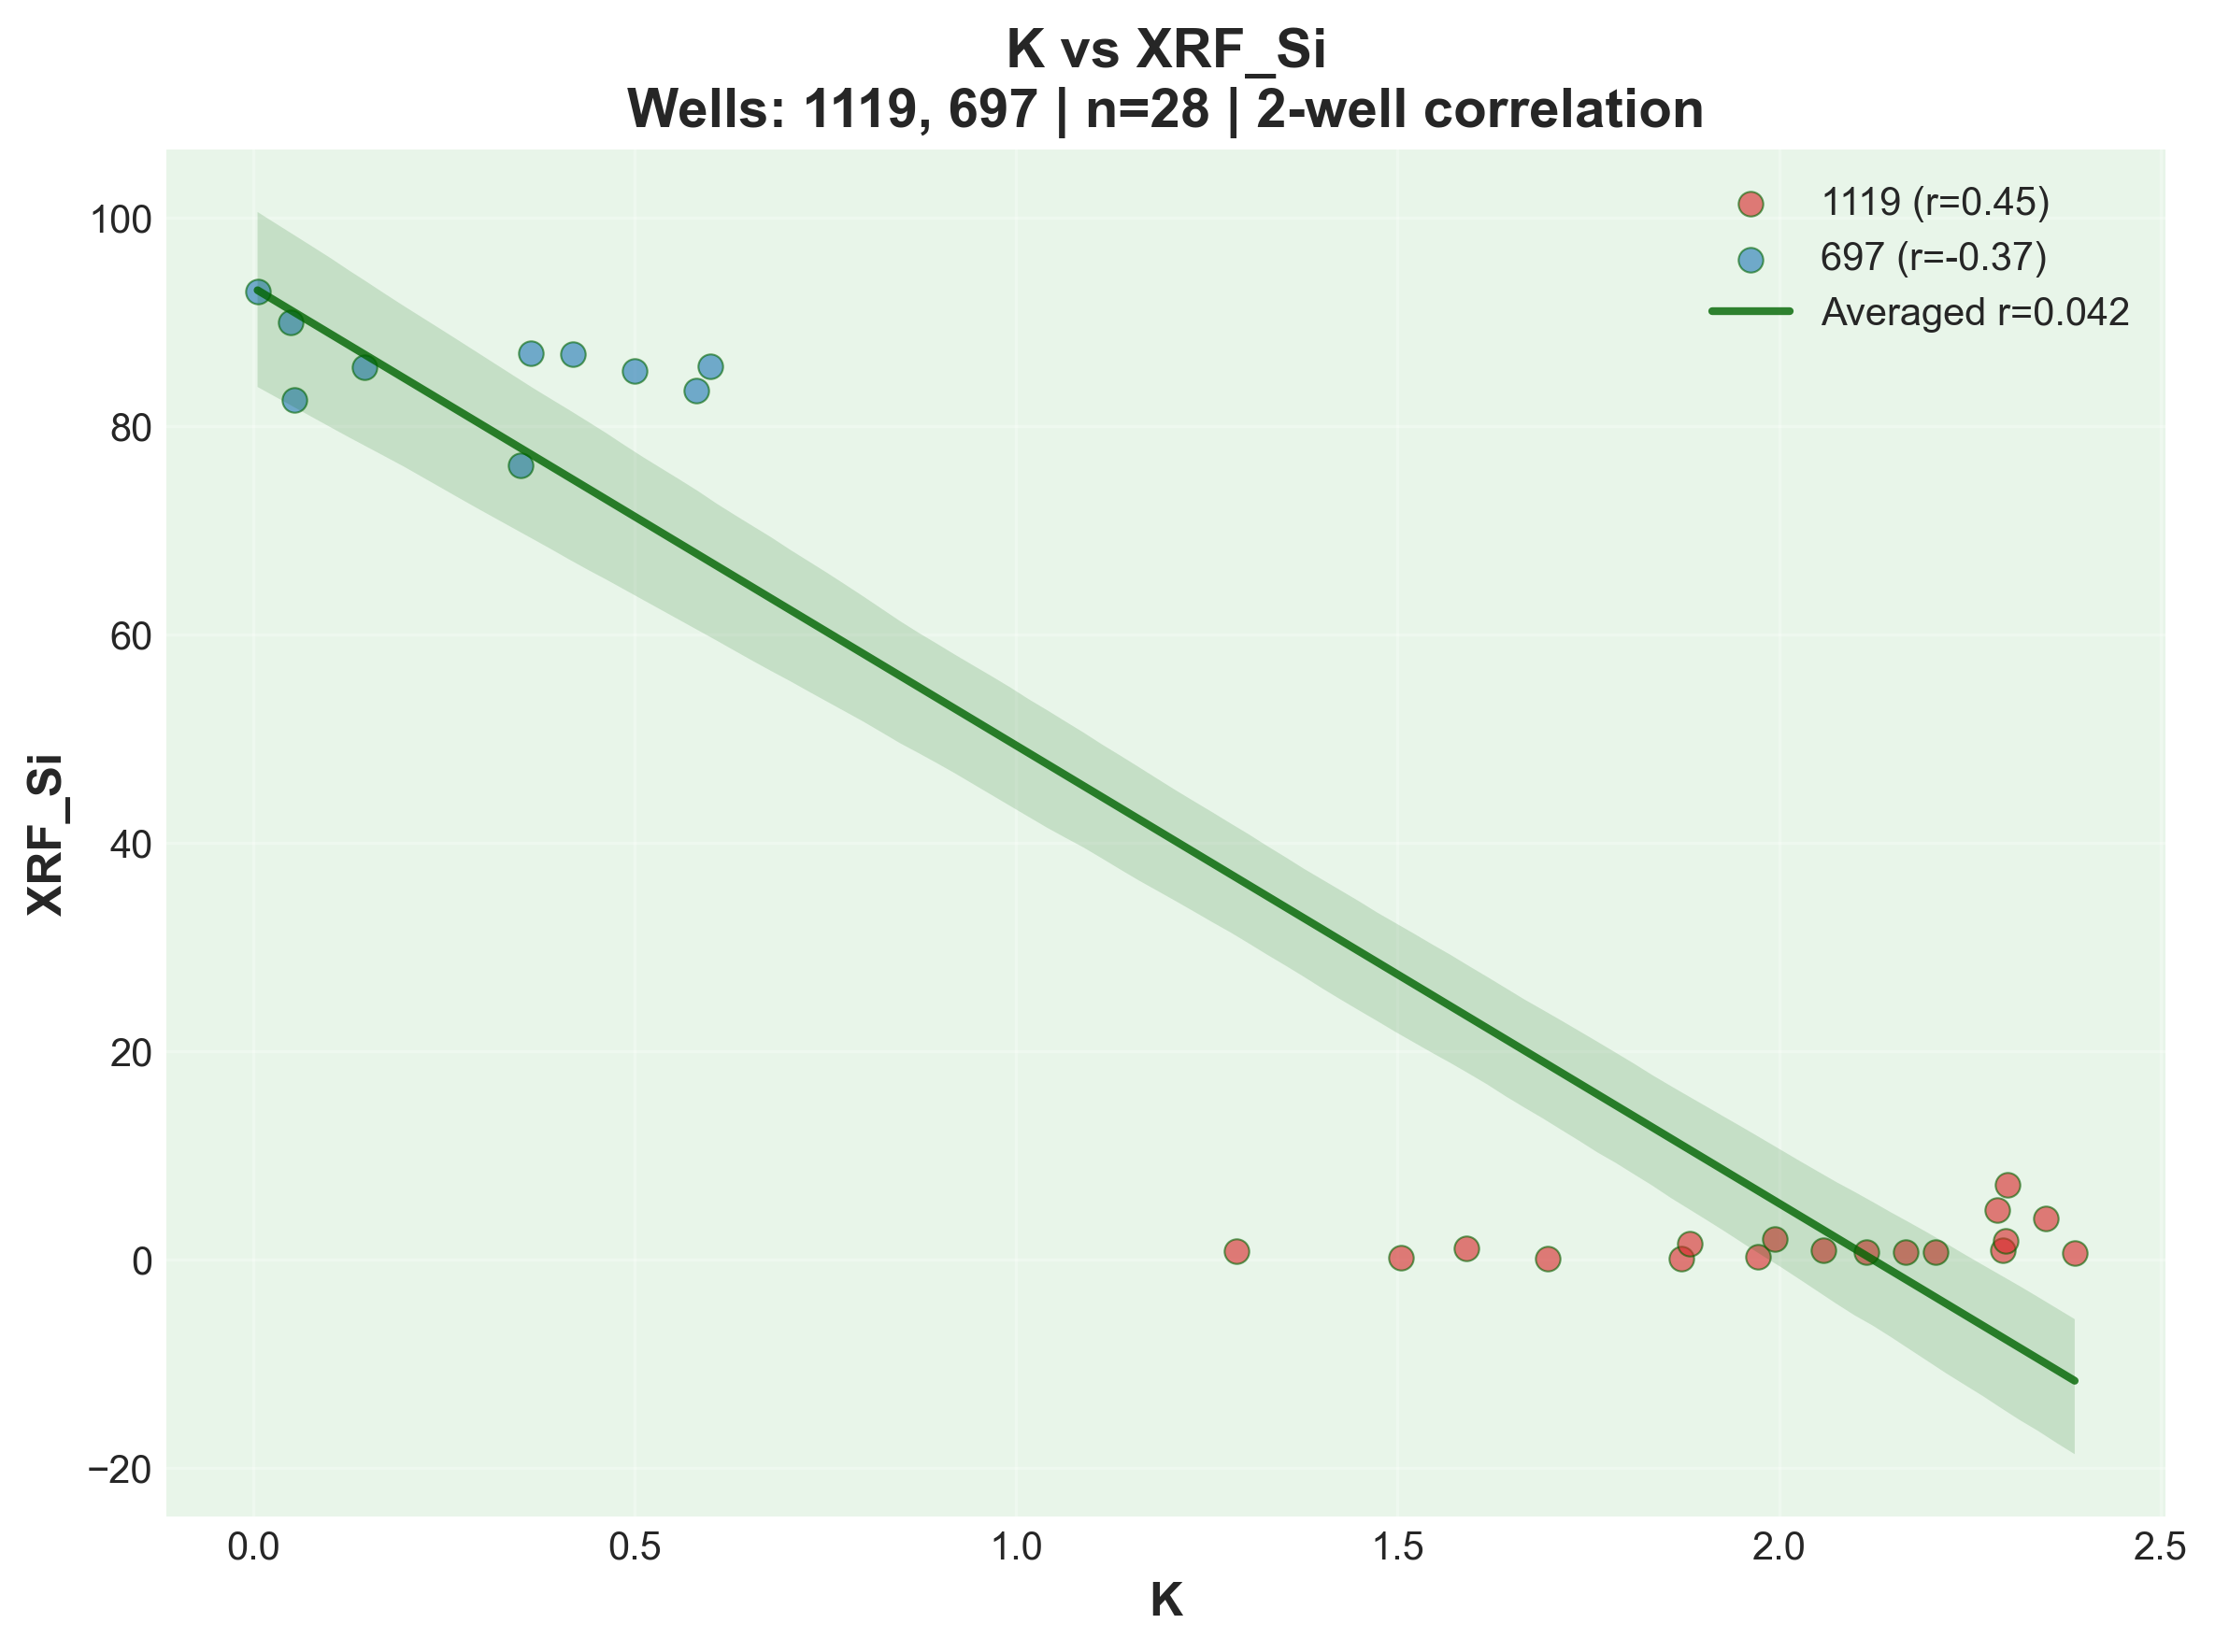 K vs XRF_Si
Wells: 1119, 697 | n=28 | 2-well correlation
1119 (r=0.45)
697 (r=-0.37)
Averaged r=0.042
100
80
60
40
20
0
−20
XRF_Si
0.0 0.5 1.0 1.5 2.0 2.5
K